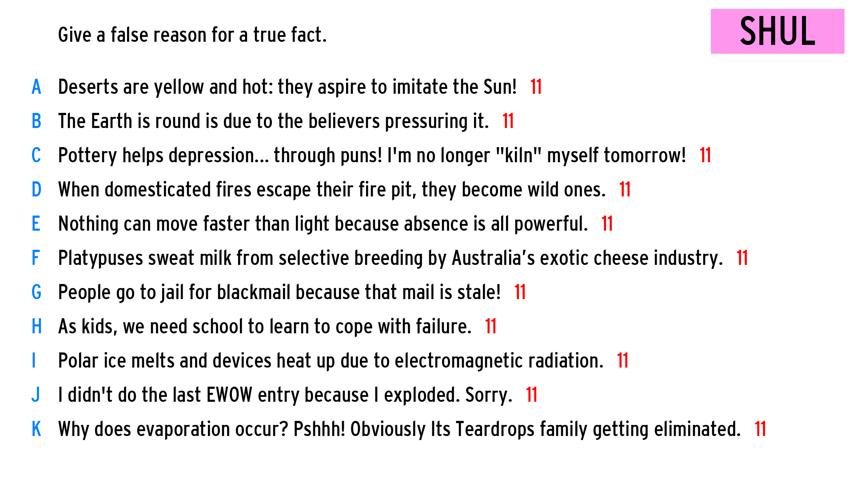 Give a false reason for a true fact.
SHUL
A Deserts are yellow and hot: they aspire to imitate the Sun! 11
B The Earth is round is due to the believers pressuring it. 11
C Pottery helps depression... through puns! I'm no longer "kiln" myself tomorrow! 11
D When domesticated fires escape their fire pit, they become wild ones. 11
E Nothing can move faster than light because absence is all powerful. 11
F Platypuses sweat milk from selective breeding by Australia’s exotic cheese industry. 11
G People go to jail for blackmail because that mail is stale! 11
H As kids, we need school to learn to cope with failure. 11
I Polar ice melts and devices heat up due to electromagnetic radiation. 11
J I didn't do the last EWOW entry because I exploded. Sorry. 11
K Why does evaporation occur? Pshhh! Obviously Its Teardrops family getting eliminated. 11